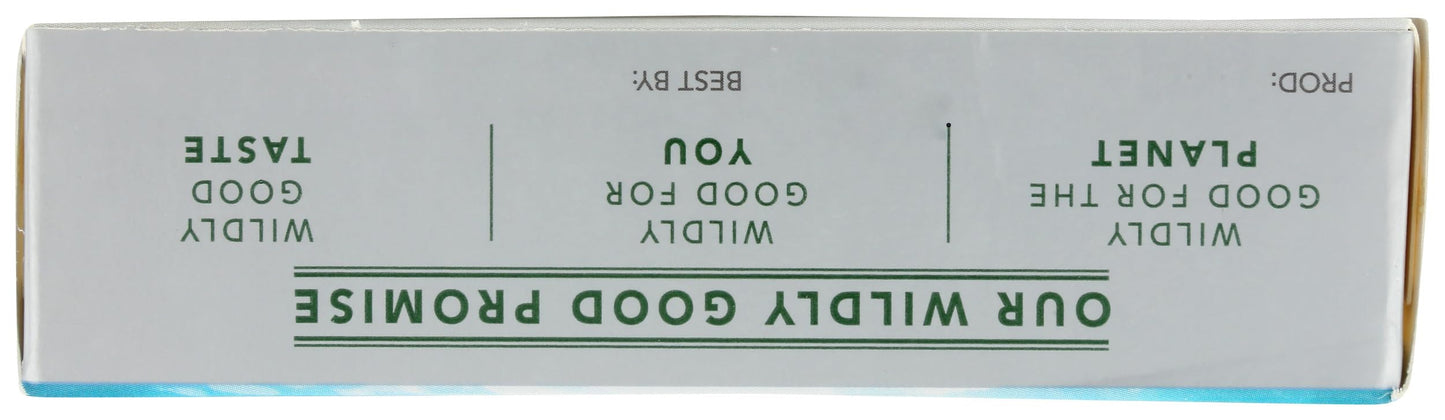 OUR WILDLY GOOD PROMISE
WILDLY
GOOD FOR THE
PLANET
WILDLY
GOOD FOR
YOU
WILDLY
GOOD
TASTE
PROD:
BEST BY: